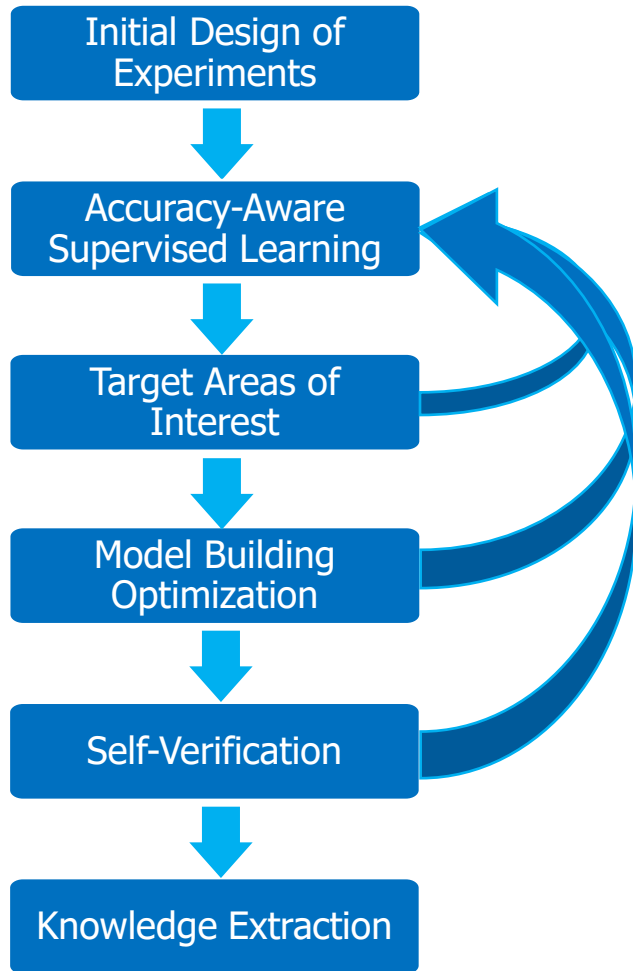 Initial Design of
Experiments
Accuracy-Aware
Supervised Learning
Target Areas of
Interest
Model Building
Optimization
Self-Verification
Knowledge Extraction